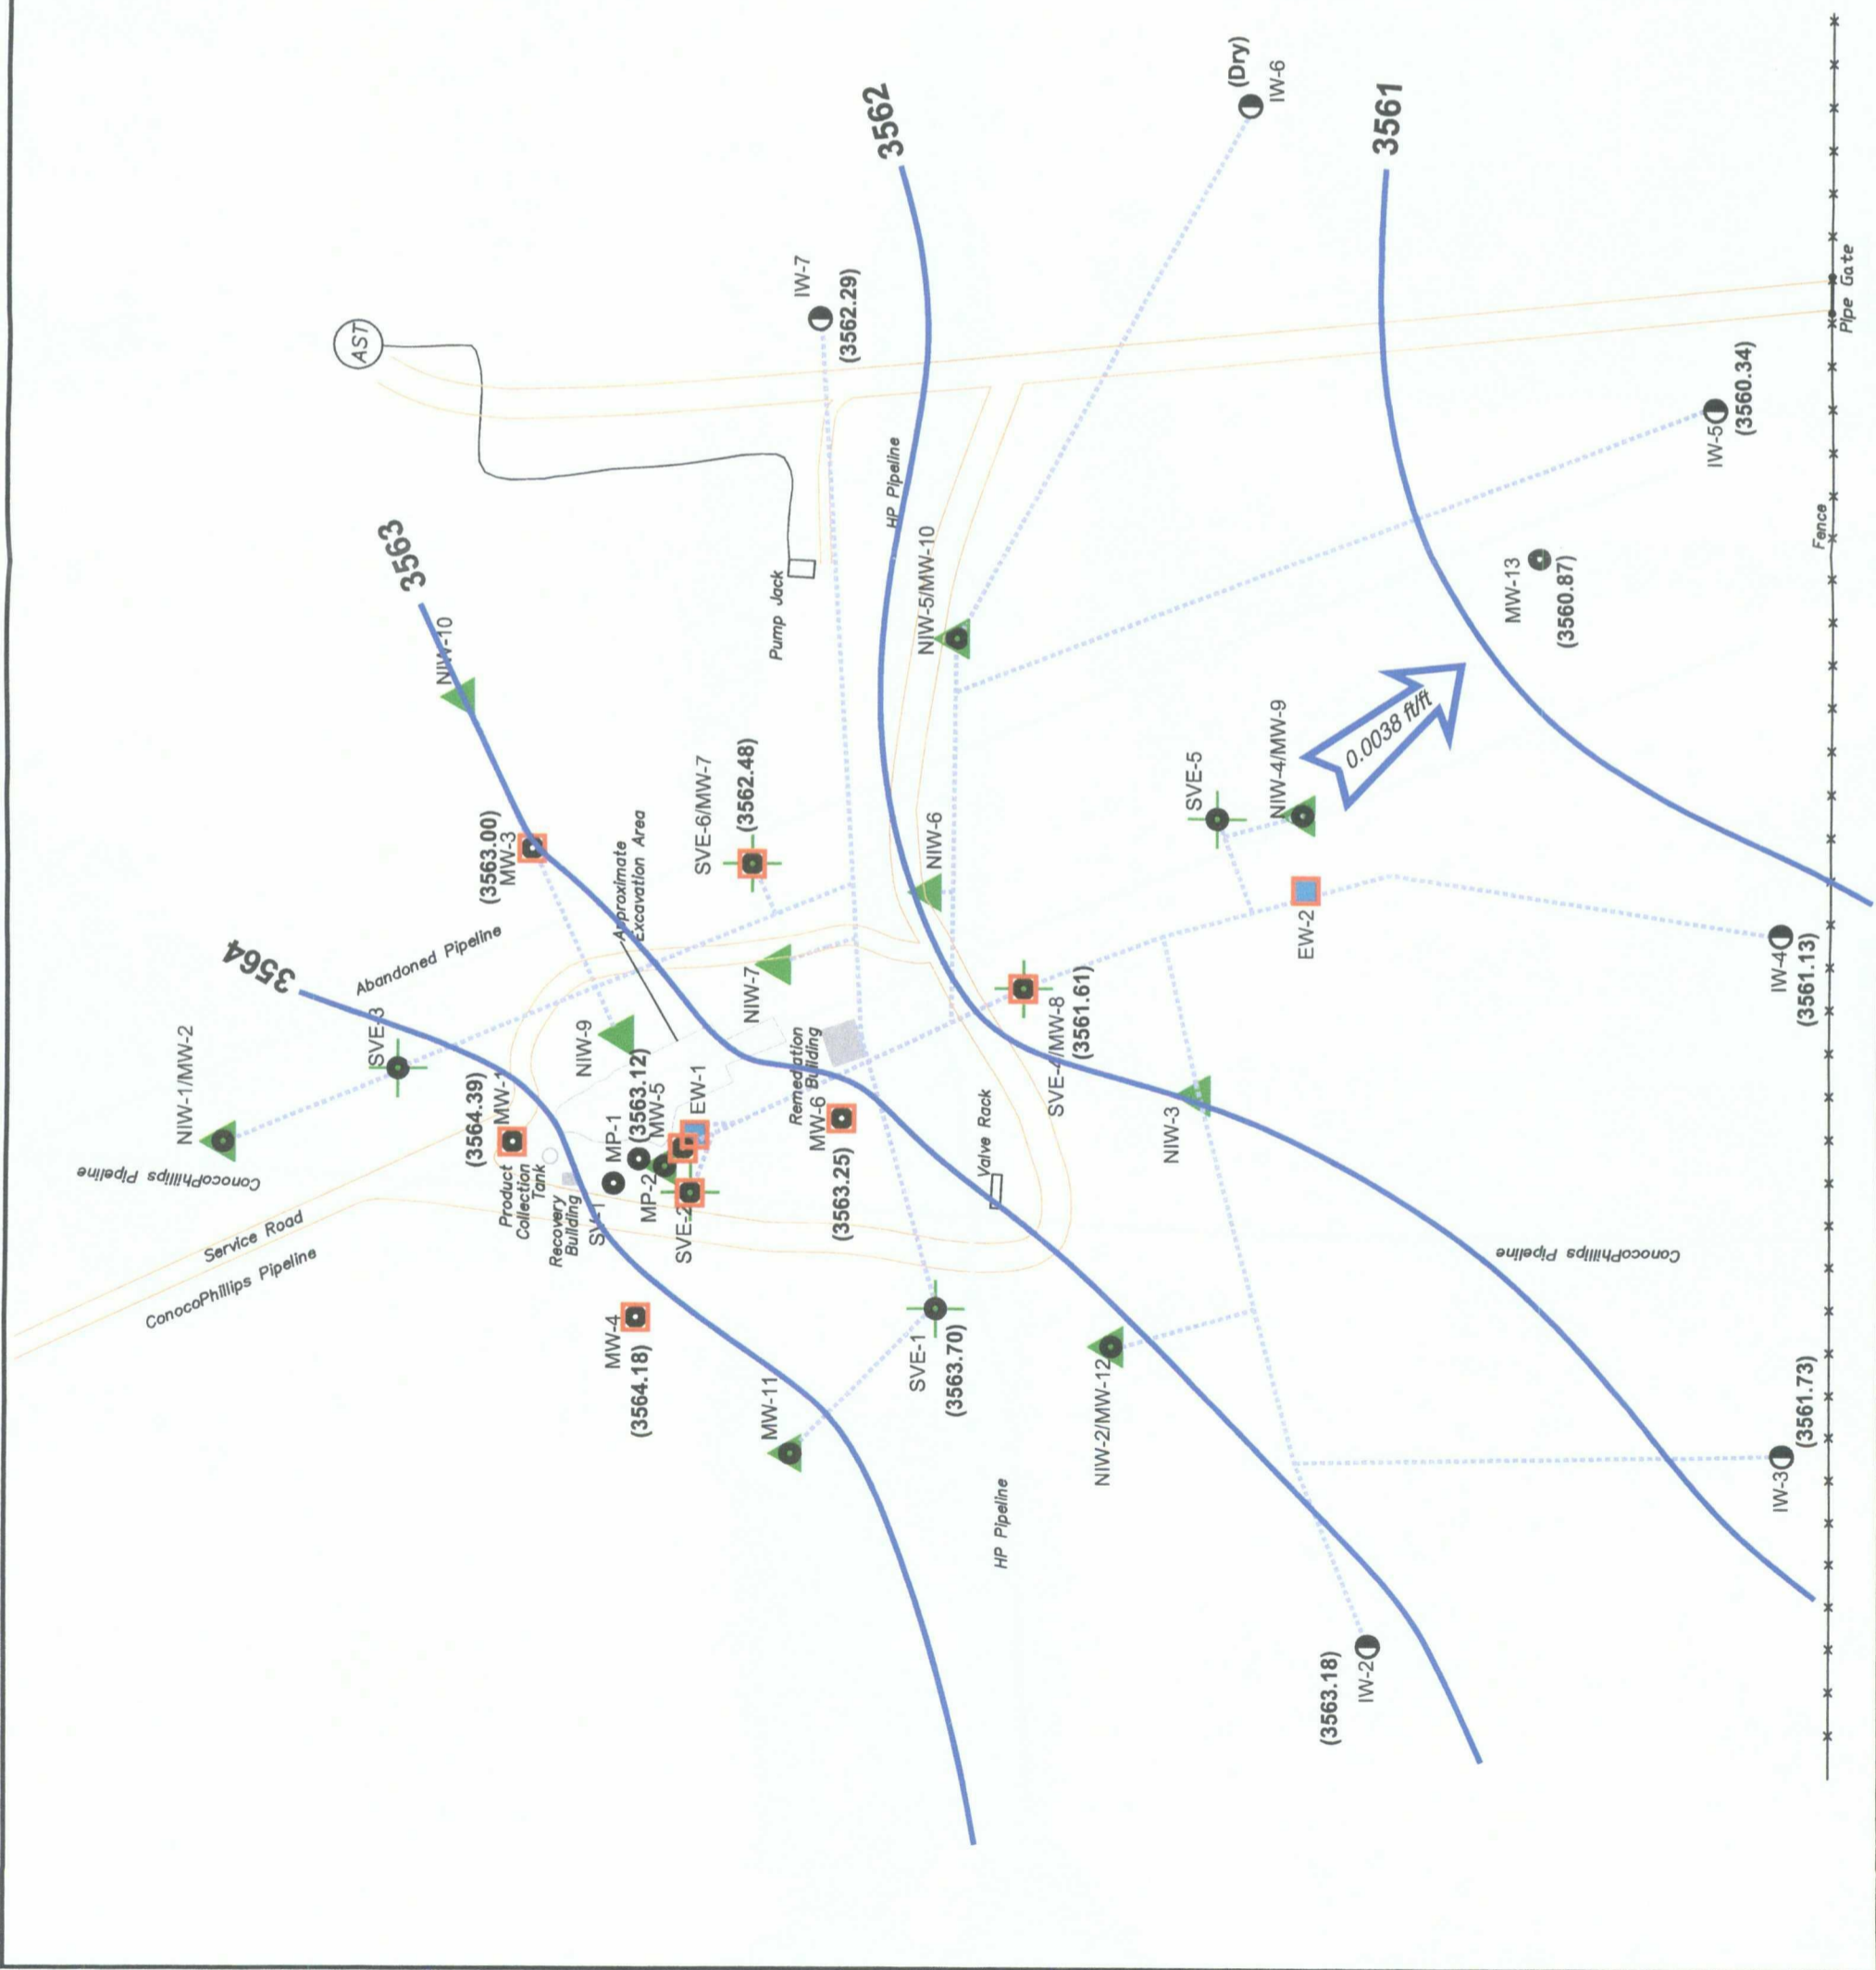 3564
3563
3562
3561
NIW-1/MW-2
ConocoPhillips Pipeline
Service Road
ConocoPhillips Pipeline
Abandoned Pipeline
SVE-3
(3564.39)
MW-1
Product
Collection
Tank
Recovery
Building
NIW-9
MP-1
(3563.12)
MW-5
EW-1
MP-2
SVE-2
MW-4
(3564.18)
MW-11
(3563.00)
MW-3
NIW-10
Approximate
Excavation Area
SVE-6/MW-7
(3562.48)
NIW-7
Remediation
Building
MW-6
(3563.25)
AST
Pump Jack
IW-7
(3562.29)
HP Pipeline
NIW-5/MW-10
NIW-6
(Dry)
IW-6
SVE-1
(3563.70)
Valve Rack
HP Pipeline
NIW-2/MW-12
SVE-4/MW-8
(3561.61)
NIW-3
SVE-5
NIW-4/MW-9
EW-2
0.0038 ft/ft
MW-13
(3560.87)
IW-5
(3560.34)
IW-4
(3561.13)
IW-3
(3561.73)
IW-2
(3563.18)
ConocoPhillips Pipeline
Fence
Pipe Gate